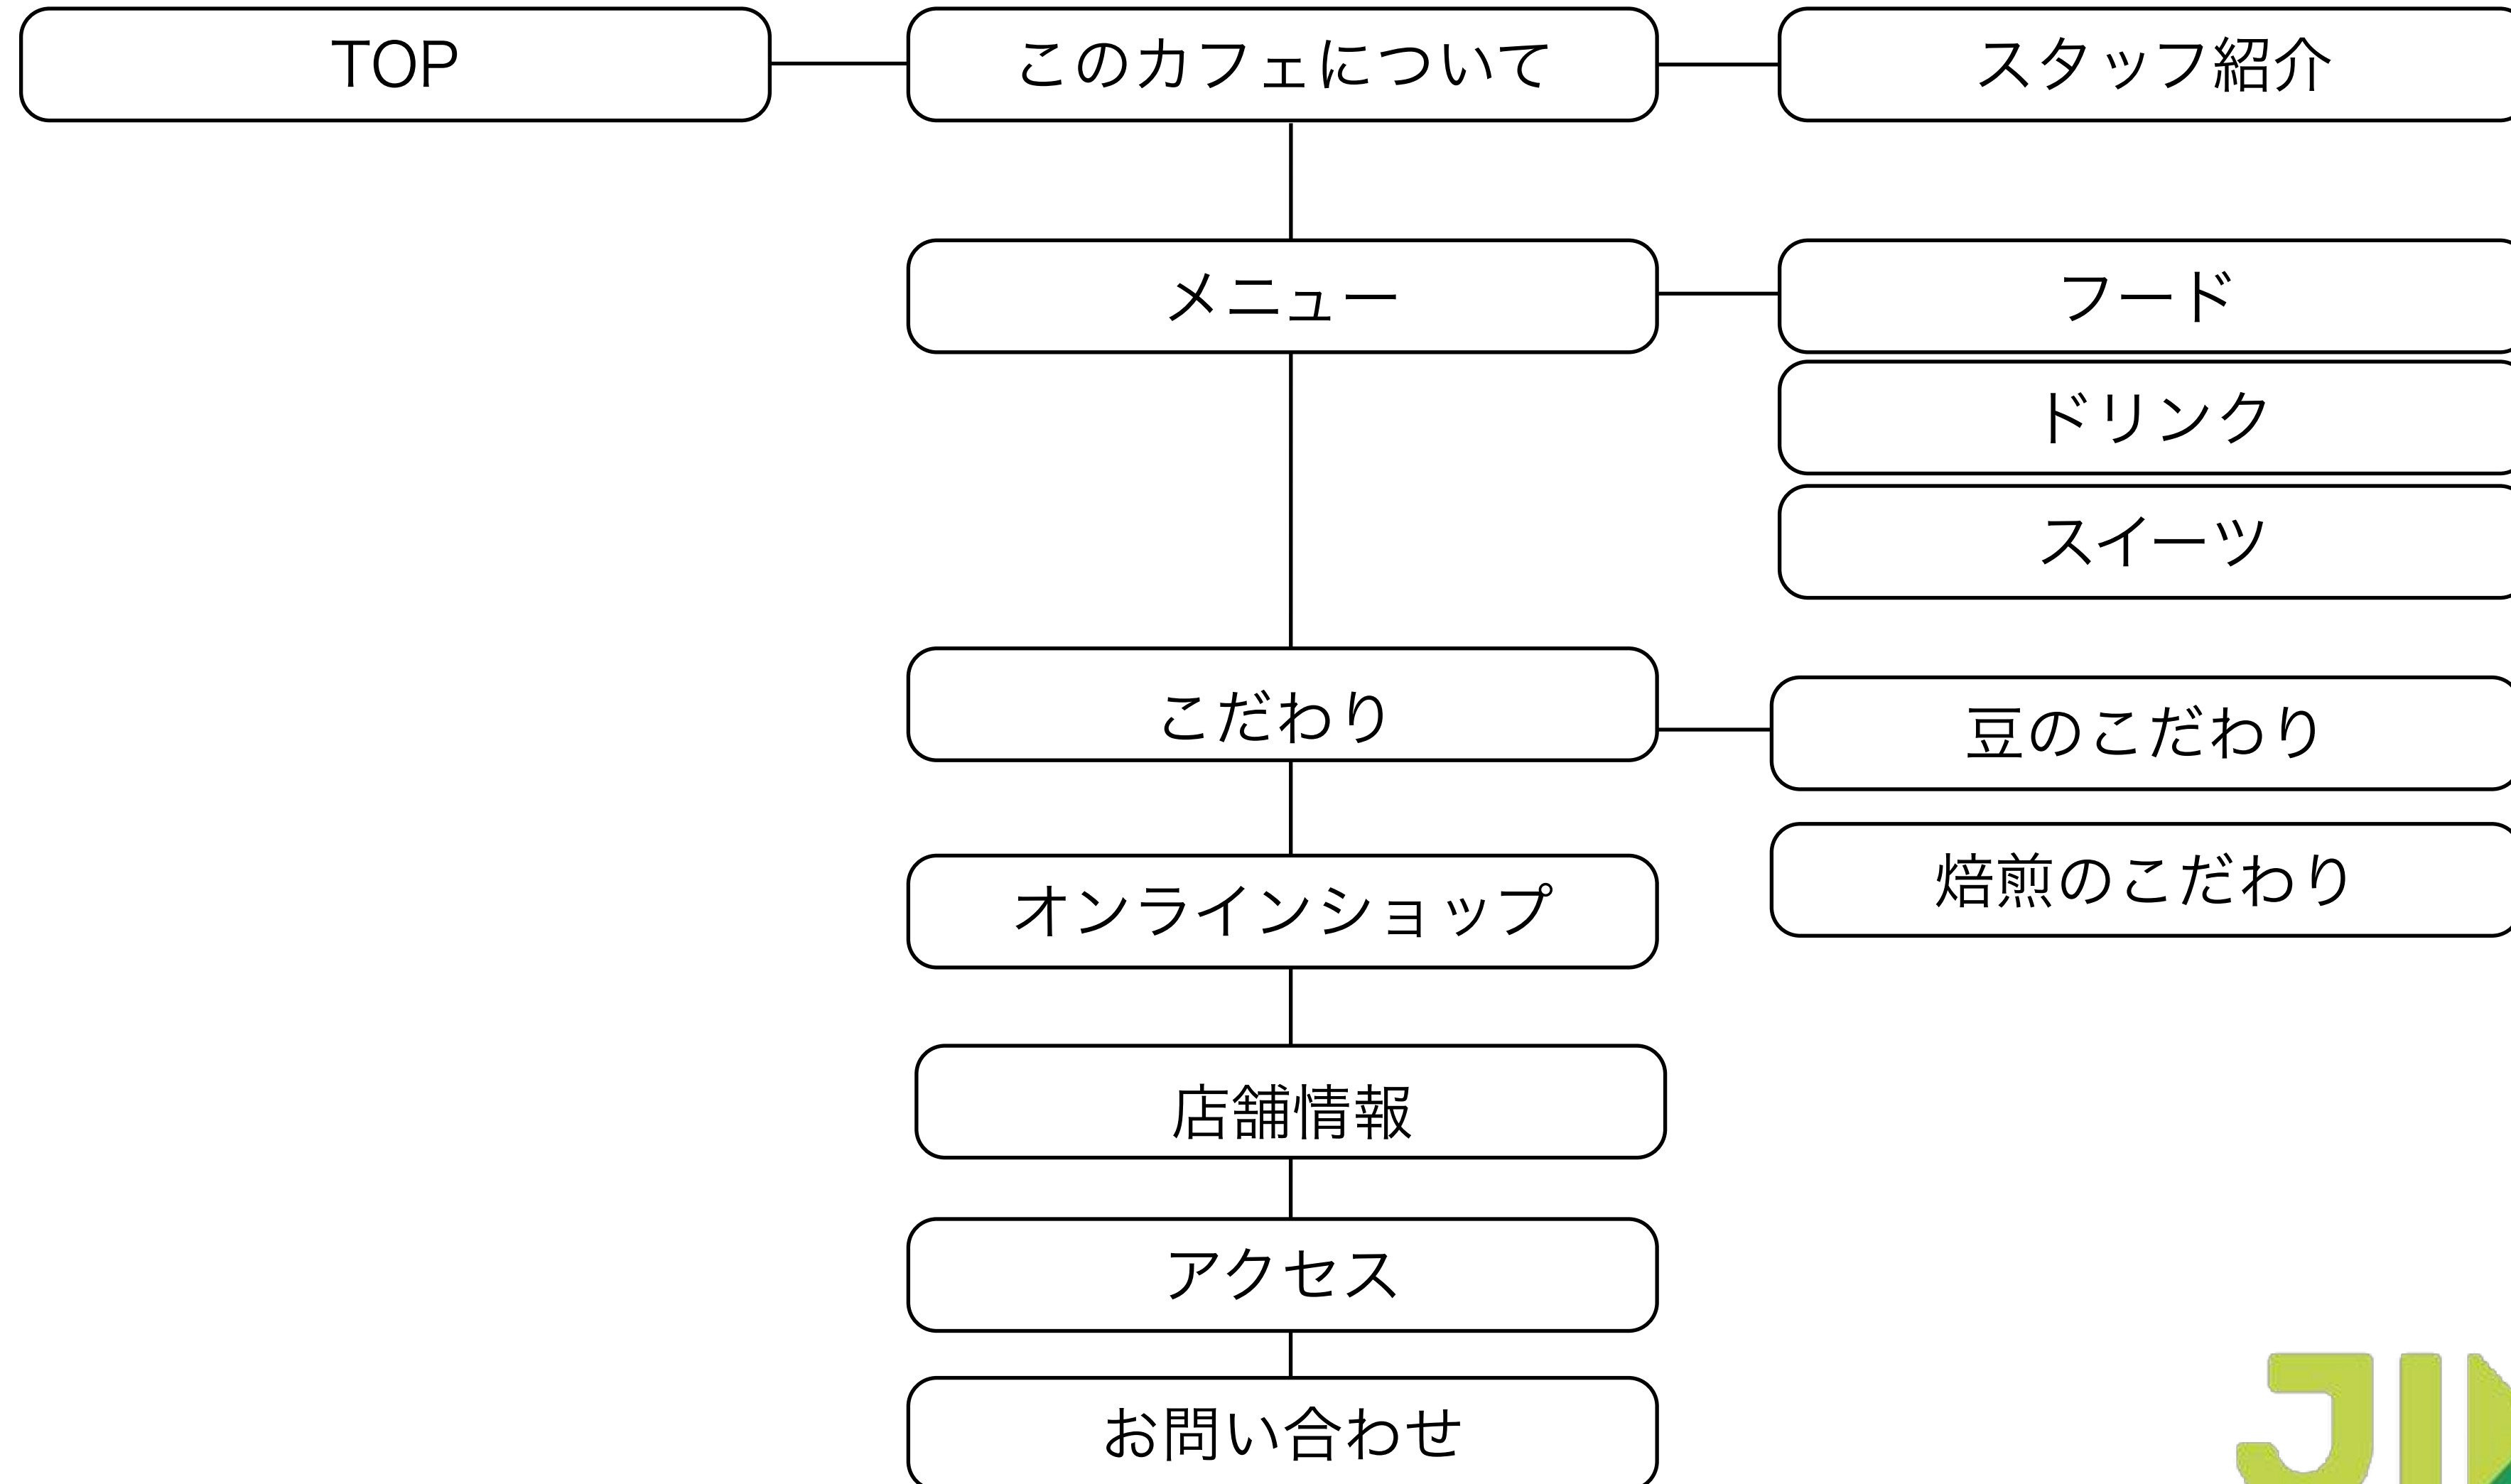 TOP
このカフェについて
スタッフ紹介
メニュー
フード
ドリンク
スイーツ
こだわり
豆のこだわり
焙煎のこだわり
オンラインショップ
店舗情報
アクセス
お問い合わせ